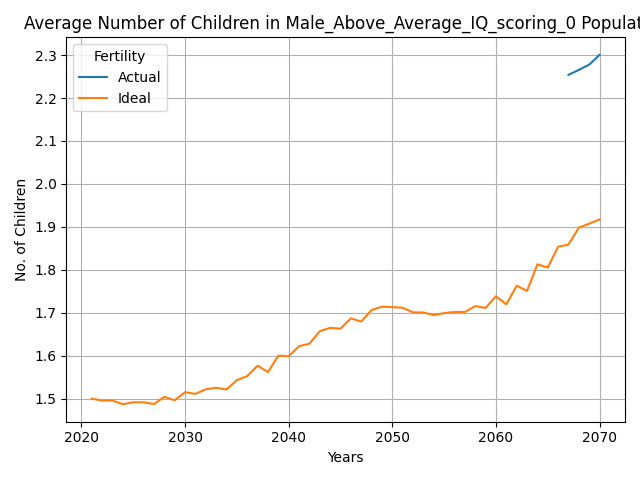 Average Number of Children in Male_Above_Average_IQ_scoring_0 Populat
Fertility
Actual
Ideal
2.3
2.2
2.1
2.0
1.9
1.8
1.7
1.6
1.5
No. of Children
2020 2030 2040 2050 2060 2070
Years